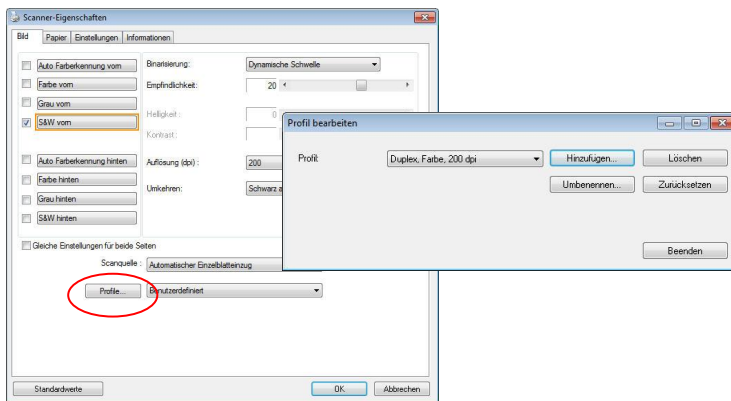 Scanner-Eigenschaften
Bild Papier Einstellungen Informationen
Auto Farberkennung vorn
Farbe vorn
Grau vorn
S&W vorn
Auto Farberkennung hinten
Farbe hinten
Grau hinten
S&W hinten
Binarisierung: Dynamische Schwelle
Empfindlichkeit: 20
Helligkeit : 0
Kontrast :
Auflösung (dpi) : 200
Umkehren: Schwarz a
Gleiche Einstellungen für beide Seiten
Scanquelle : Automatischer Einzelblatteinzug
Profile... Benutzerdefiniert
Standardwerte OK Abbrechen
Profil bearbeiten
Profil: Duplex, Farbe, 200 dpi Hinzufügen... Löschen
Umbenennen... Zurücksetzen
Beenden